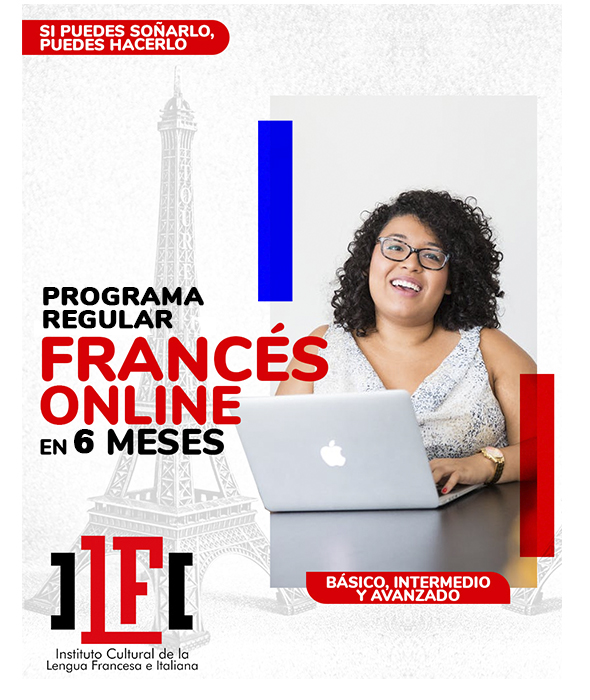 SI PUEDES SOÑARLO,
PUEDES HACERLO
PROGRAMA
REGULAR
FRANCÉS
ONLINE
EN 6 MESES
BÁSICO, INTERMEDIO
Y AVANZADO
]LF[
Instituto Cultural de la
Lengua Francesa e Italiana